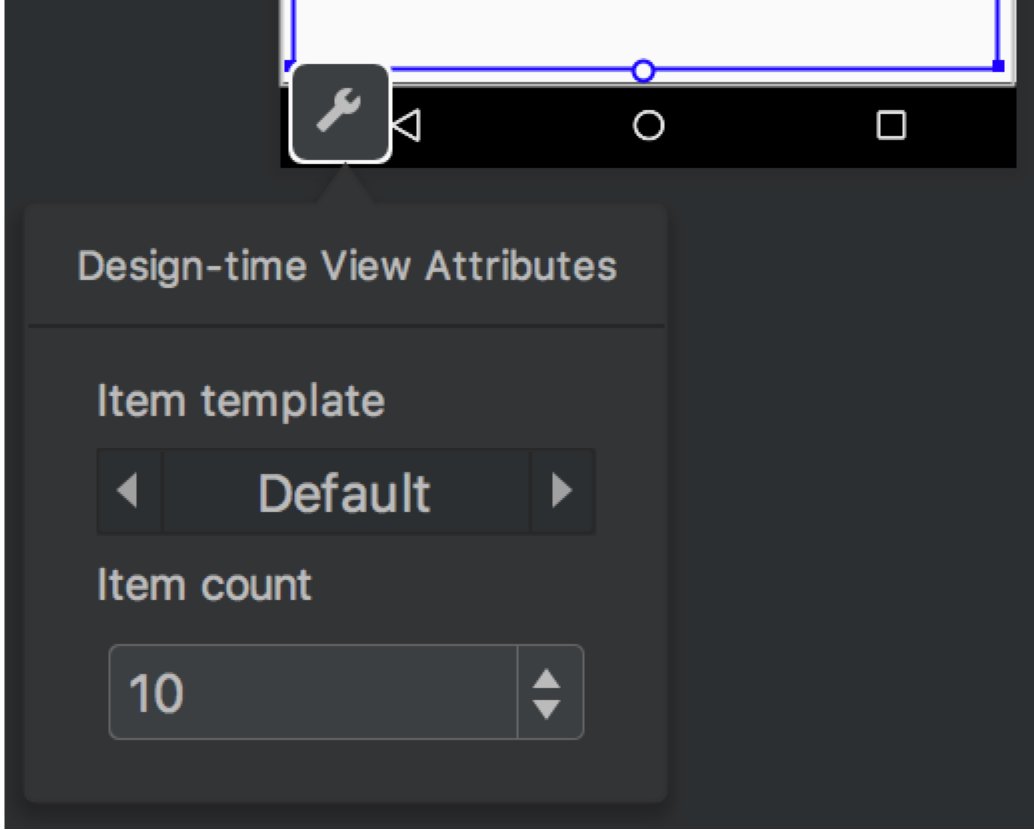 Design-time View Attributes
Item template
Default
Item count
10